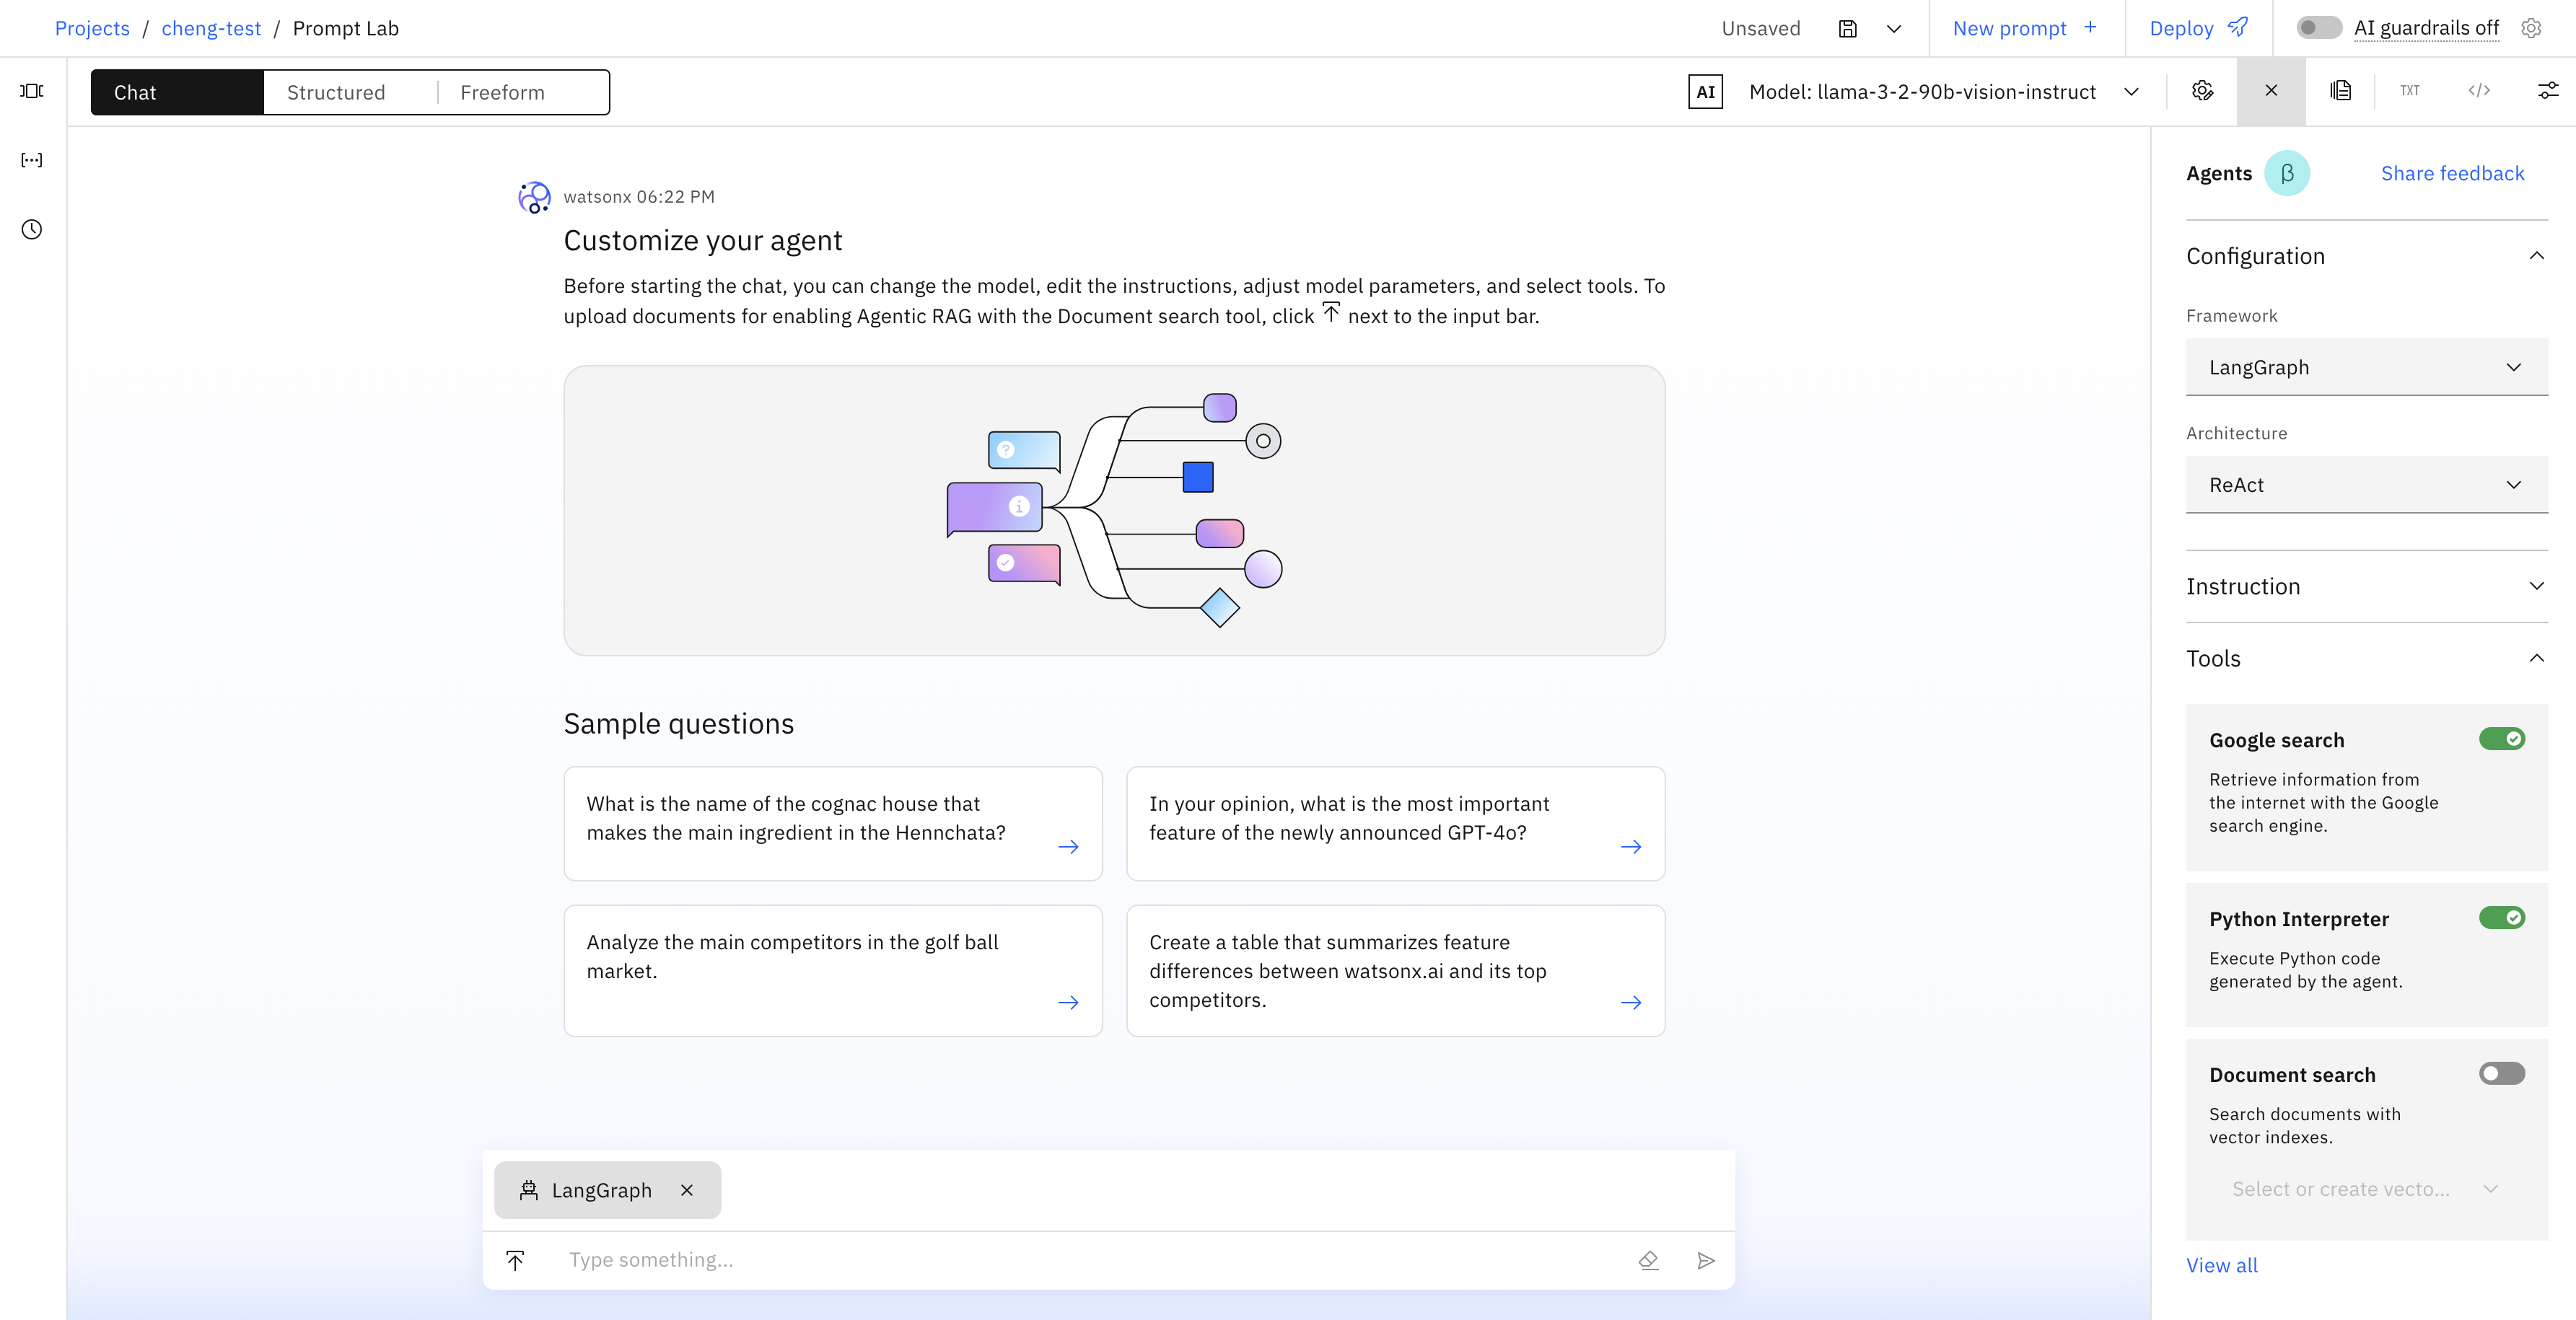 Projects / cheng-test / Prompt Lab
Unsaved
New prompt +
Deploy
AI guardrails off
Chat
Structured
Freeform
AI
Model: llama-3-2-90b-vision-instruct
TXT
</>
watsonx 06:22 PM
Customize your agent
Before starting the chat, you can change the model, edit the instructions, adjust model parameters, and select tools. To
upload documents for enabling Agentic RAG with the Document search tool, click next to the input bar.
?
i
Sample questions
What is the name of the cognac house that
makes the main ingredient in the Hennchata?
In your opinion, what is the most important
feature of the newly announced GPT-4o?
Analyze the main competitors in the golf ball
market.
Create a table that summarizes feature
differences between watsonx.ai and its top
competitors.
LangGraph
Type something...
Agents β
Share feedback
Configuration
Framework
LangGraph
Architecture
ReAct
Instruction
Tools
Google search
Retrieve information from
the internet with the Google
search engine.
Python Interpreter
Execute Python code
generated by the agent.
Document search
Search documents with
vector indexes.
Select or create vecto...
View all